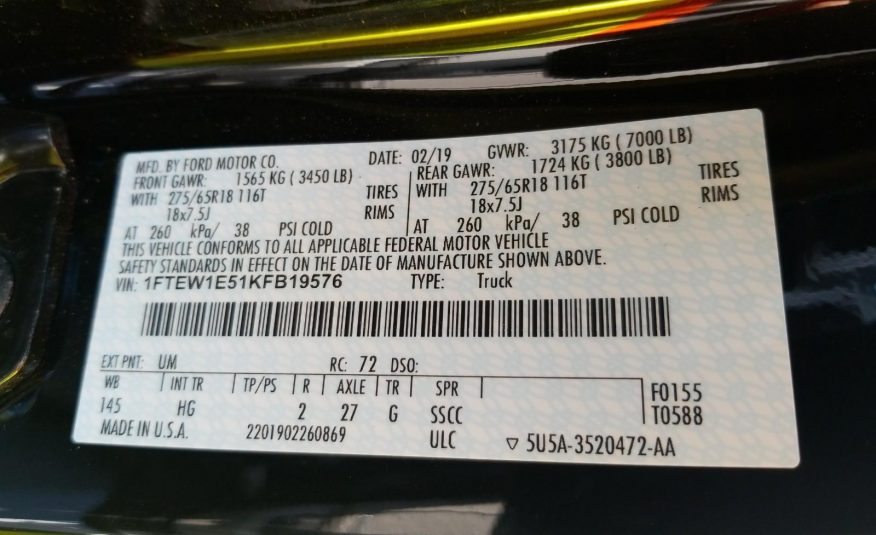 MFD. BY FORD MOTOR CO. DATE: 02/19 GVWR: 3175 KG ( 7000 LB)
FRONT GAWR: 1565 KG ( 3450 LB) REAR GAWR: 1724 KG ( 3800 LB)
WITH 275/65R18 116T TIRES WITH 275/65R18 116T TIRES
18x7.5J RIMS 18x7.5J RIMS
AT 260 kPa/ 38 PSI COLD AT 260 kPa/ 38 PSI COLD
THIS VEHICLE CONFORMS TO ALL APPLICABLE FEDERAL MOTOR VEHICLE
SAFETY STANDARDS IN EFFECT ON THE DATE OF MANUFACTURE SHOWN ABOVE.
VIN: 1FTEW1E51KFB19576 TYPE: Truck
EXT PNT: UM RC: 72 DSO:
WB INT TR TP/PS R AXLE TR SPR F0155
145 HG 2 27 G SSCC T0588
MADE IN U.S.A. 2201902260869 ULC ▽ 5U5A-3520472-AA